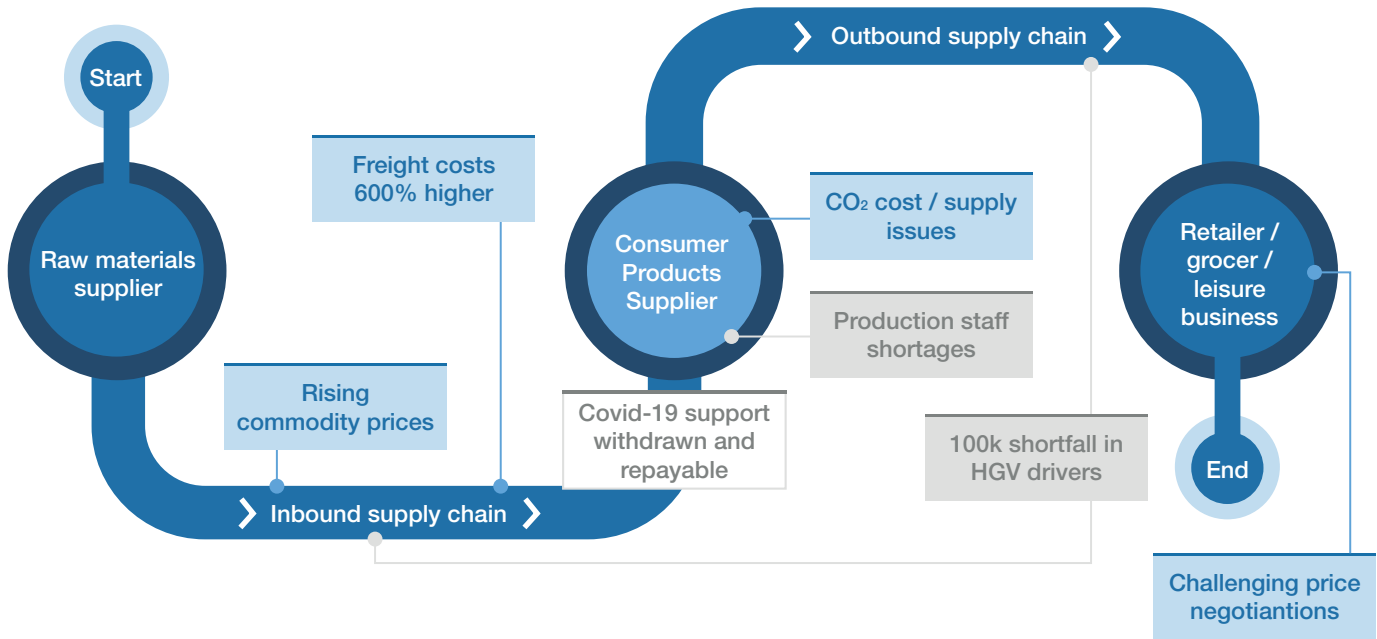 Start
Raw materials
supplier
Rising
commodity prices
Freight costs
600% higher
Inbound supply chain
Consumer
Products
Supplier
Covid-19 support
withdrawn and
repayable
CO₂ cost / supply
issues
Production staff
shortages
Outbound supply chain
100k shortfall in
HGV drivers
Retailer /
grocer /
leisure
business
End
Challenging price
negotiantions